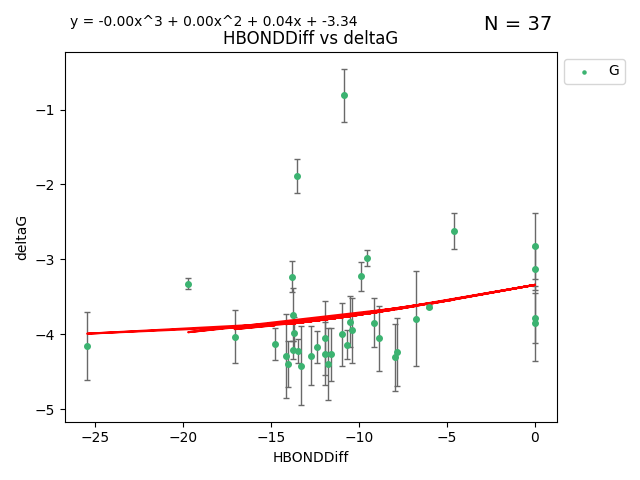 y = -0.00x^3 + 0.00x^2 + 0.04x + -3.34
N = 37
HBONDDiff vs deltaG
G
−1
−2
−3
−4
−5
deltaG
−25
−20
−15
−10
−5
0
HBONDDiff